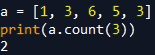 a = [1, 3, 6, 5, 3]
print(a.count(3))
2